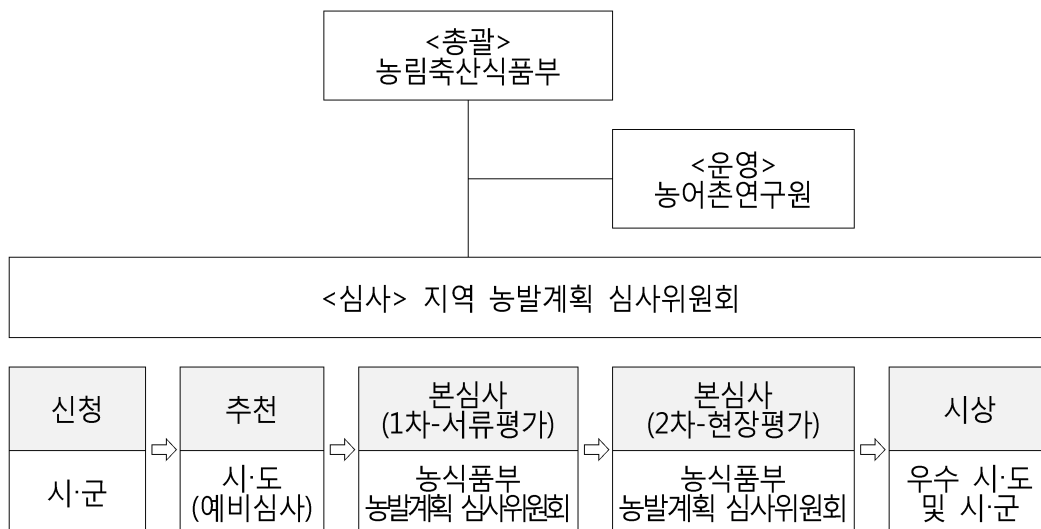 <총괄>
농림축산식품부
<운영>
농어촌연구원
<심사> 지역 농발계획 심사위원회
신청
추천
본심사
(1차-서류평가)
본심사
(2차-현장평가)
시상
시·군
시·도
(예비심사)
농식품부
농발계획 심사위원회
농식품부
농발계획 심사위원회
우수 시·도
및 시·군